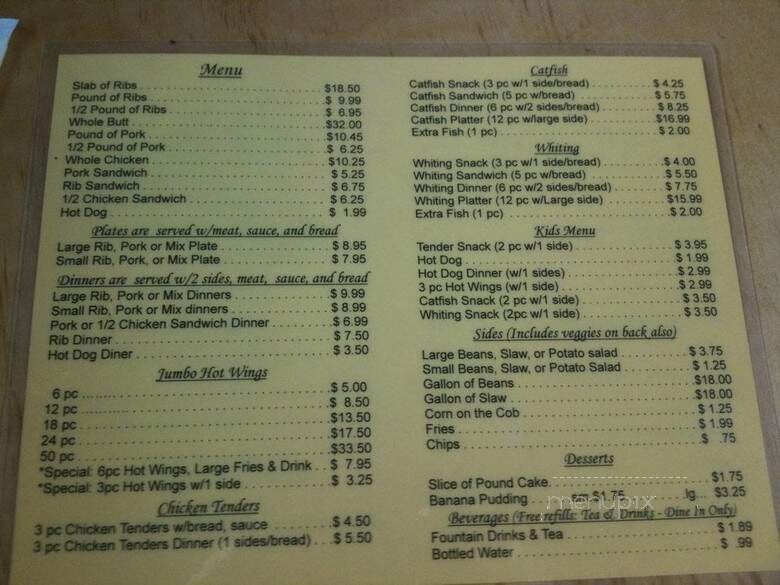 Menu
Slab of Ribs $18.50
Pound of Ribs $ 9.99
1/2 Pound of Ribs $ 6.95
Whole Butt $32.00
Pound of Pork $10.45
1/2 Pound of Pork $ 6.25
* Whole Chicken $10.25
Pork Sandwich $ 5.25
Rib Sandwich $ 6.75
1/2 Chicken Sandwich $ 6.25
Hot Dog $ 1.99
Plates are served w/meat, sauce, and bread
Large Rib, Pork or Mix Plate $ 8.95
Small Rib, Pork, or Mix Plate $ 7.95
Dinners are served w/2 sides, meat, sauce, and bread
Large Rib, Pork or Mix Dinners $ 9.99
Small Rib, Pork or Mix dinners $ 8.99
Pork or 1/2 Chicken Sandwich Dinner $ 6.99
Rib Dinner $ 7.50
Hot Dog Diner $ 3.50
Jumbo Hot Wings
6 pc $ 5.00
12 pc $ 8.50
18 pc $13.50
24 pc $17.50
50 pc $33.50
*Special: 6pc Hot Wings, Large Fries & Drink $ 7.95
*Special: 3pc Hot Wings w/1 side $ 3.25
Chicken Tenders
3 pc Chicken Tenders w/bread, sauce $ 4.50
3 pc Chicken Tenders Dinner (1 sides/bread) $ 5.50
Catfish
Catfish Snack (3 pc w/1 side/bread) $ 4.25
Catfish Sandwich (5 pc w/bread) $ 5.75
Catfish Dinner (6 pc w/2 sides/bread) $ 8.25
Catfish Platter (12 pc w/large side) $16.99
Extra Fish (1 pc) $ 2.00
Whiting
Whiting Snack (3 pc w/1 side/bread) $ 4.00
Whiting Sandwich (5 pc w/bread) $ 5.50
Whiting Dinner (6 pc w/2 sides/bread) $ 7.75
Whiting Platter (12 pc w/Large side) $15.99
Extra Fish (1 pc) $ 2.00
Kids Menu
Tender Snack (2 pc w/1 side) $ 3.95
Hot Dog $ 1.99
Hot Dog Dinner (w/1 sides) $ 2.99
3 pc Hot Wings (w/1 side) $ 2.99
Catfish Snack (2 pc w/1 side) $ 3.50
Whiting Snack (2pc w/1 side) $ 3.50
Sides (Includes veggies on back also)
Large Beans, Slaw, or Potato salad $ 3.75
Small Beans, Slaw, or Potato Salad $ 1.25
Gallon of Beans $18.00
Gallon of Slaw $18.00
Corn on the Cob $ 1.25
Fries $ 1.99
Chips $ .75
Desserts
Slice of Pound Cake $1.75
Banana Pudding sm $1.75 lg... $3.25
menupix
Beverages (Free refills: Tea & Drinks - Dine In Only)
Fountain Drinks & Tea $ 1.89
Bottled Water $ .99